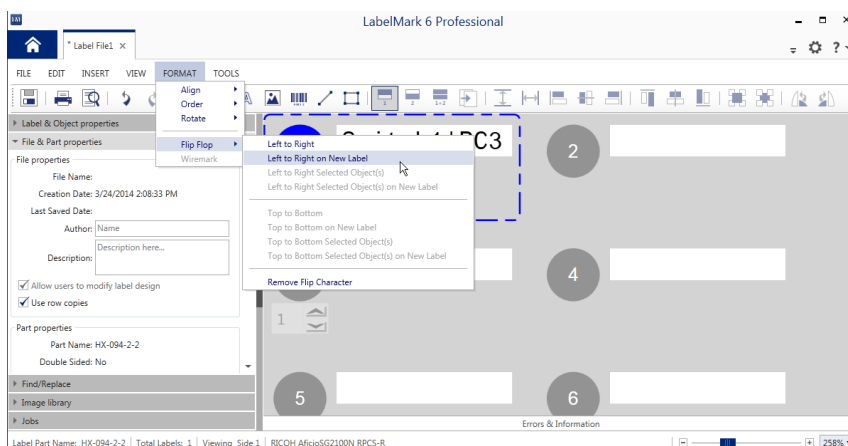 LabelMark 6 Professional
* Label File1
FILE EDIT INSERT VIEW FORMAT TOOLS
Align
Order
Rotate
Flip Flop
Wiremark
Left to Right
Left to Right on New Label
Left to Right Selected Object(s)
Left to Right Selected Object(s) on New Label
Top to Bottom
Top to Bottom on New Label
Top to Bottom Selected Object(s)
Top to Bottom Selected Object(s) on New Label
Remove Flip Character
Label & Object properties
File & Part properties
File properties
File Name:
Creation Date: 3/24/2014 2:08:33 PM
Last Saved Date:
Author: Name
Description: Description here...
Allow users to modify label design
Use row copies
Part properties
Part Name: HX-094-2-2
Double Sided: No
Find/Replace
Image library
Jobs
2
4
1
5
6
Errors & Information
Label Part Name: HX-094-2-2 Total Labels: 1 Viewing Side 1 RICOH AficioSG2100N RPCS-R 258%